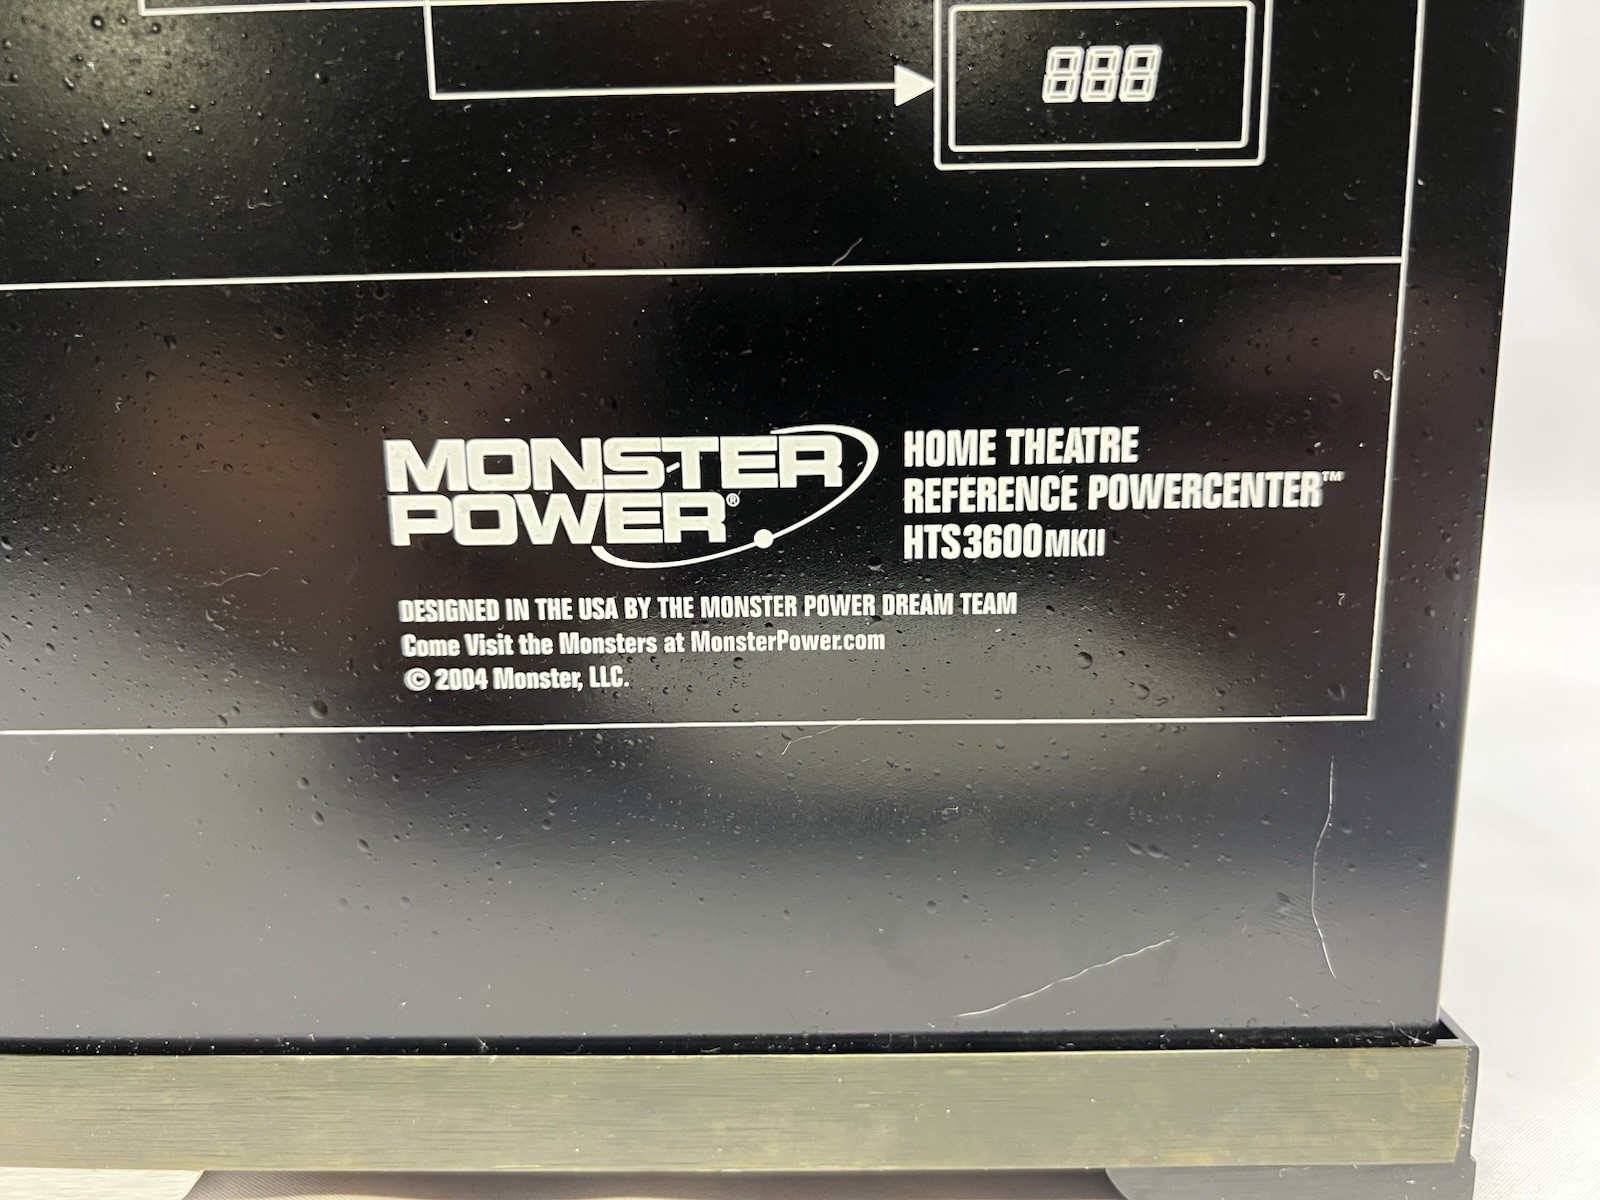 888
MONSTER
POWER®
HOME THEATRE
REFERENCE POWERCENTER™
HTS3600MKII
DESIGNED IN THE USA BY THE MONSTER POWER DREAM TEAM
Come Visit the Monsters at MonsterPower.com
© 2004 Monster, LLC.